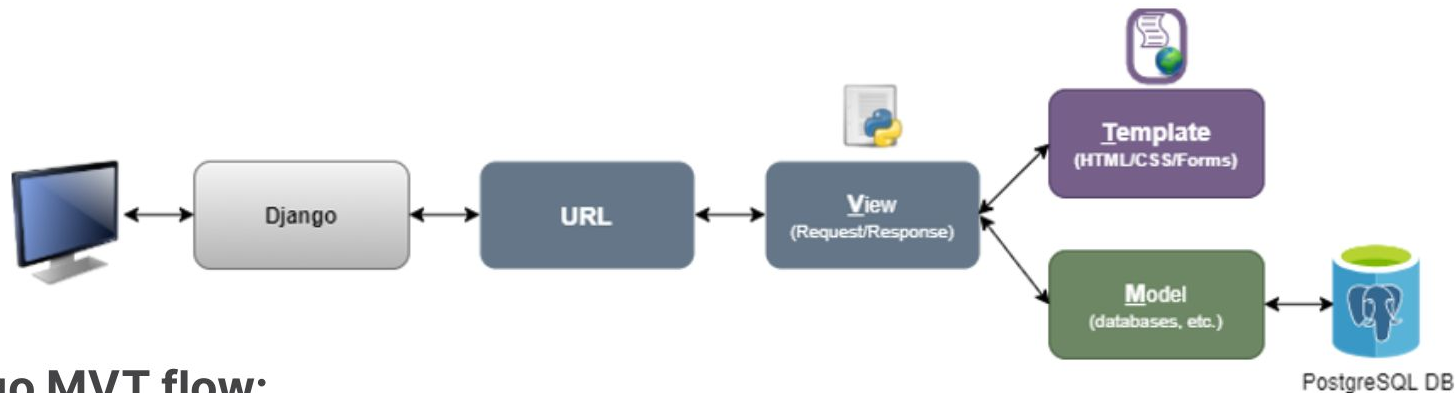 Django
URL
View
(Request/Response)
Template
(HTML/CSS/Forms)
Model
(databases, etc.)
PostgreSQL DB
MVT flow: